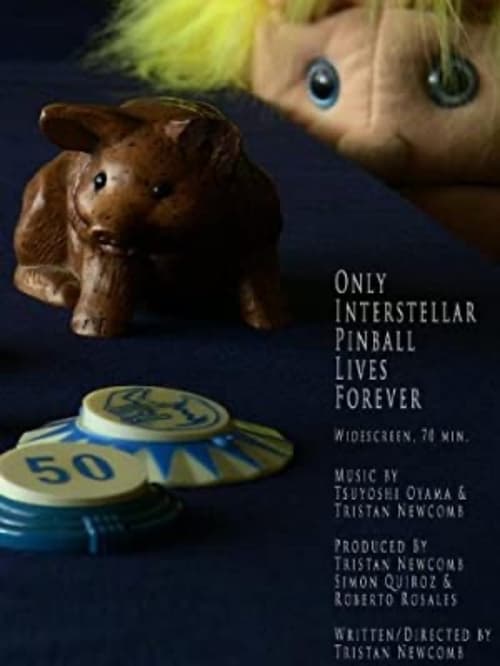 Only
Interstellar
Pinball
Lives
Forever
Widescreen, 70 min.
Music by
Tsuyoshi Oyama &
Tristan Newcomb
Produced By
Tristan Newcomb
Simon Quiroz &
Roberto Rosales
Written/Directed by
Tristan Newcomb
50